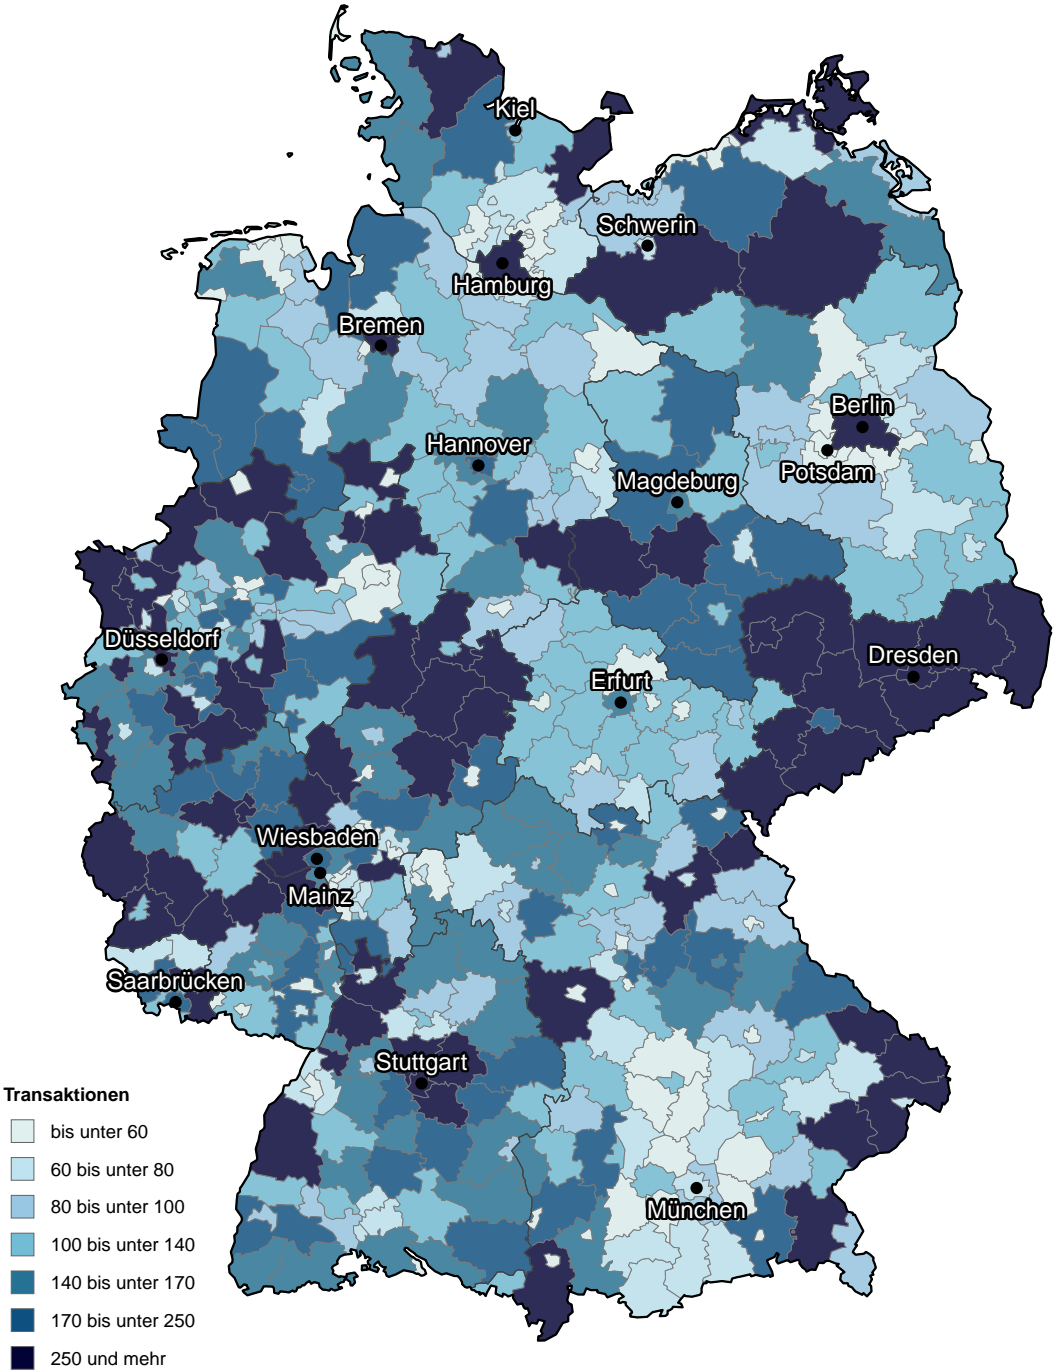 Kiel
Schwerin
Hamburg
Bremen
Berlin
Hannover
Potsdam
Magdeburg
Düsseldorf
Dresden
Erfurt
Wiesbaden
Mainz
Saarbrücken
Stuttgart
München
Transaktionen
bis unter 60
60 bis unter 80
80 bis unter 100
100 bis unter 140
140 bis unter 170
170 bis unter 250
250 und mehr